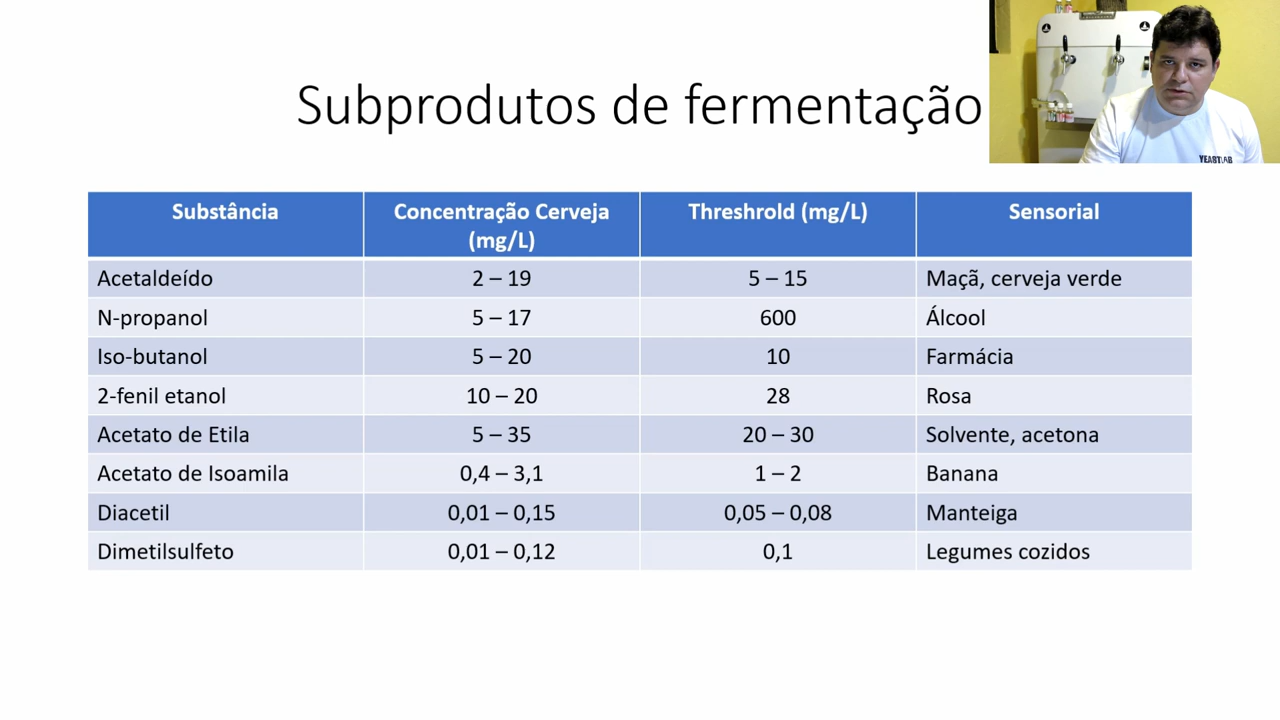 Subprodutos de fermentação
YEASTLAB
Substância Concentração Cerveja (mg/L) Threshrold (mg/L) Sensorial
Acetaldeído 2 – 19 5 – 15 Maçã, cerveja verde
N-propanol 5 – 17 600 Álcool
Iso-butanol 5 – 20 10 Farmácia
2-fenil etanol 10 – 20 28 Rosa
Acetato de Etila 5 – 35 20 – 30 Solvente, acetona
Acetato de Isoamila 0,4 – 3,1 1 – 2 Banana
Diacetil 0,01 – 0,15 0,05 – 0,08 Manteiga
Dimetilsulfeto 0,01 – 0,12 0,1 Legumes cozidos